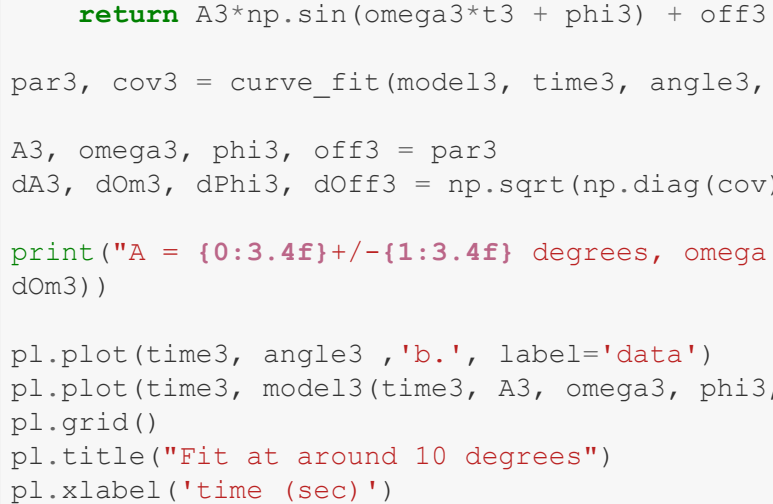 return A3*np.sin(omega3*t3 + phi3) + off3
par3, cov3 = curve_fit(model3, time3, angle3,
A3, omega3, phi3, off3 = par3
dA3, dOm3, dPhi3, dOff3 = np.sqrt(np.diag(cov)
print("A = {0:3.4f}+/-{1:3.4f} degrees, omega
dOm3))
pl.plot(time3, angle3 ,'b.', label='data')
pl.plot(time3, model3(time3, A3, omega3, phi3,
pl.grid()
pl.title("Fit at around 10 degrees")
pl.xlabel('time (sec)')